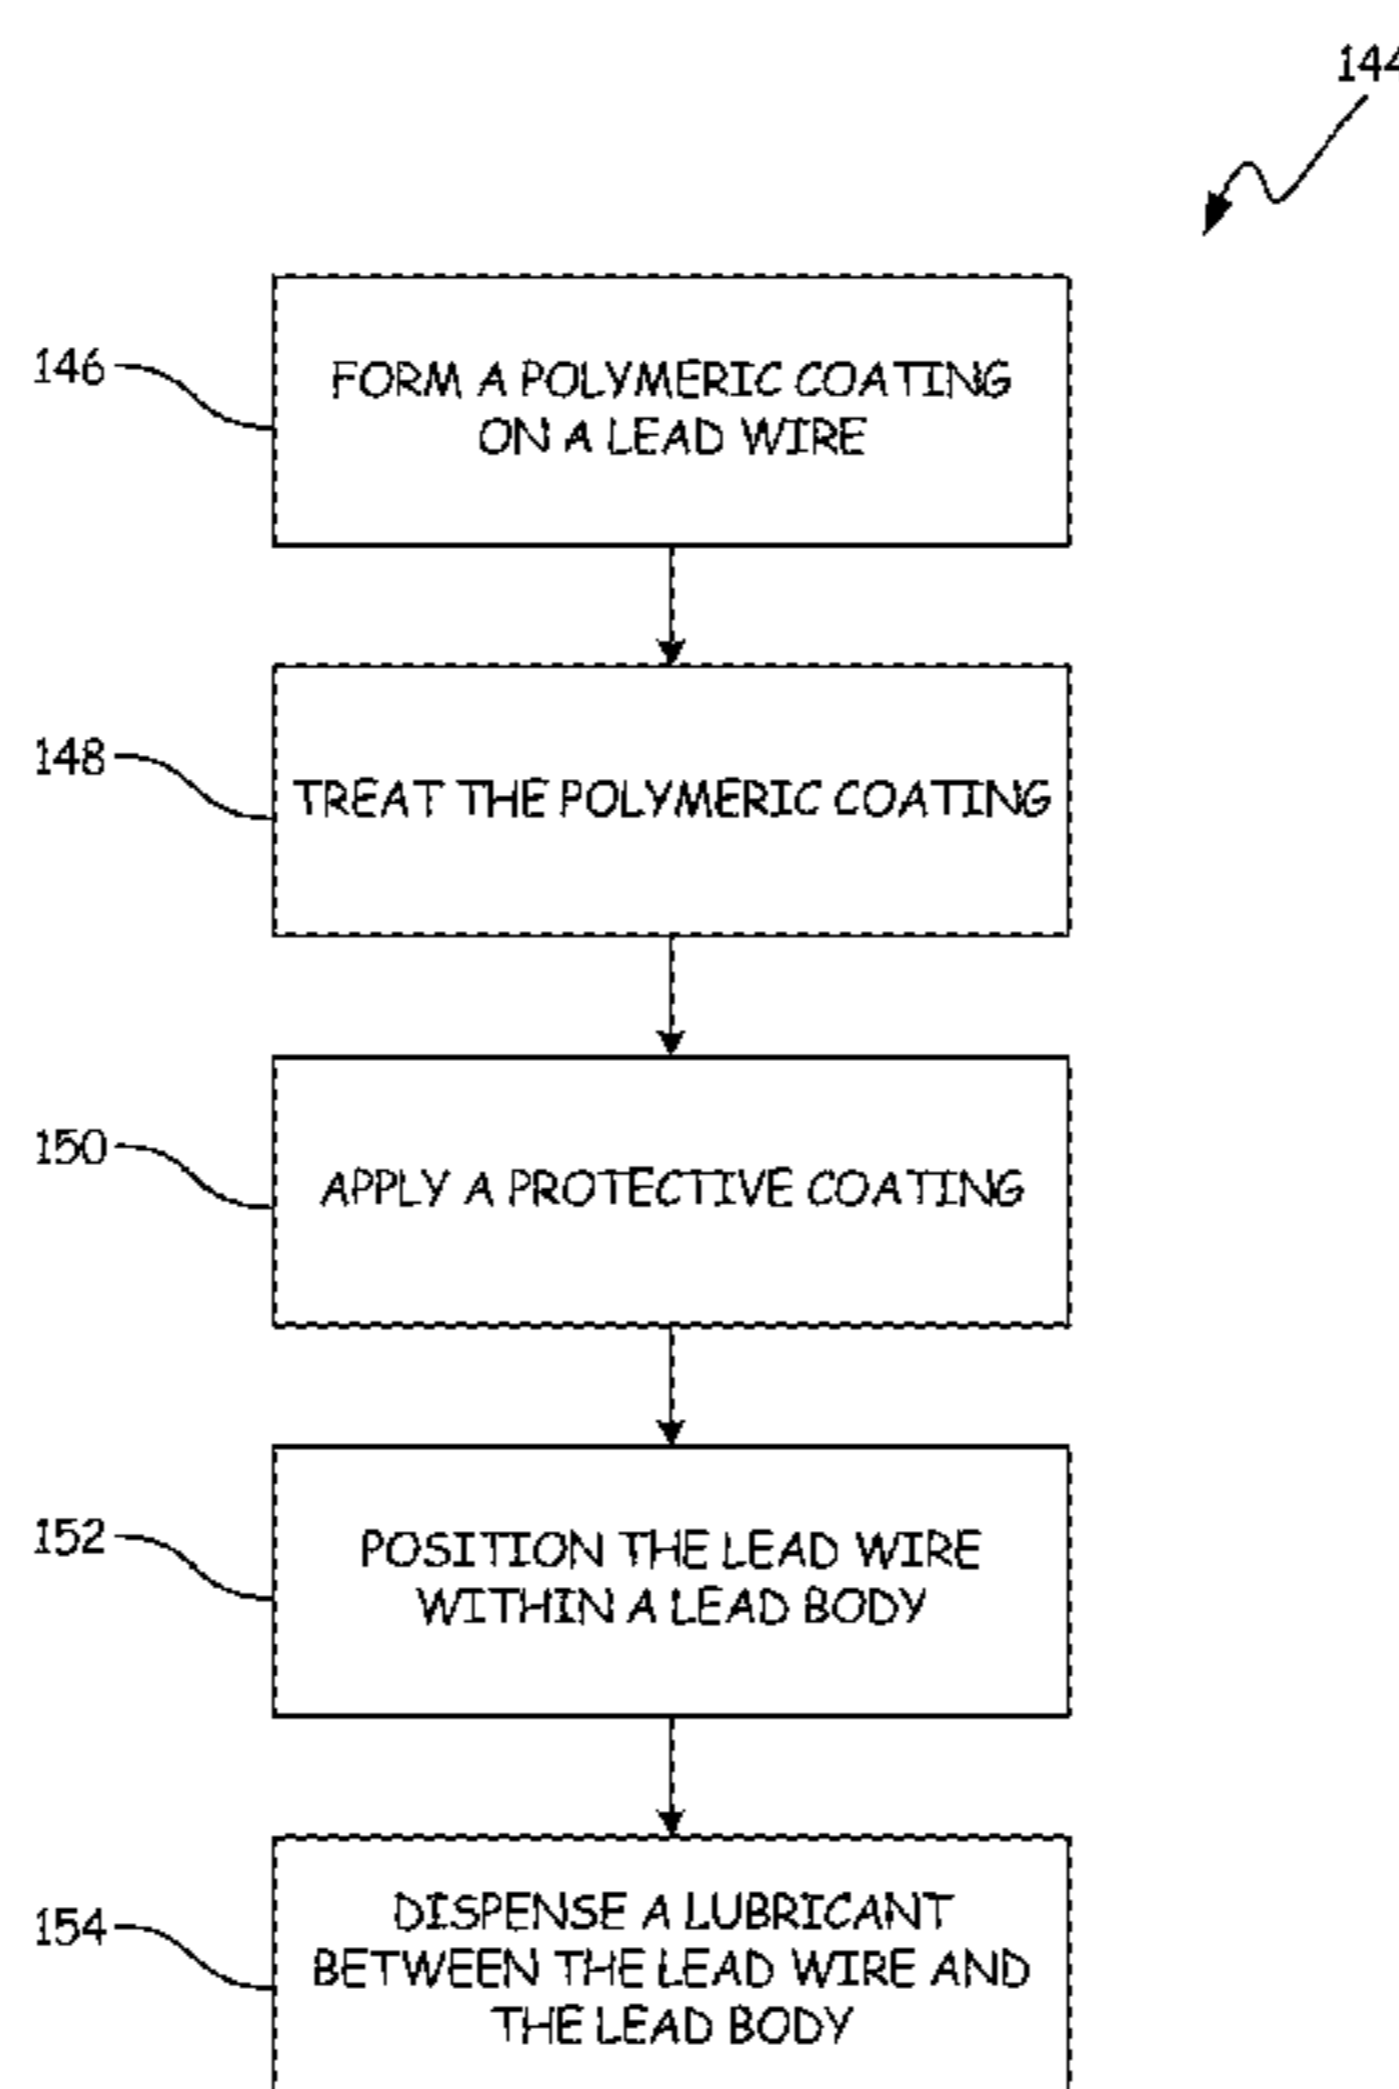 144
146
FORM A POLYMERIC COATING
ON A LEAD WIRE
148
TREAT THE POLYMERIC COATING
150
APPLY A PROTECTIVE COATING
152
POSITION THE LEAD WIRE
WITHIN A LEAD BODY
154
DISPENSE A LUBRICANT
BETWEEN THE LEAD WIRE AND
THE LEAD BODY